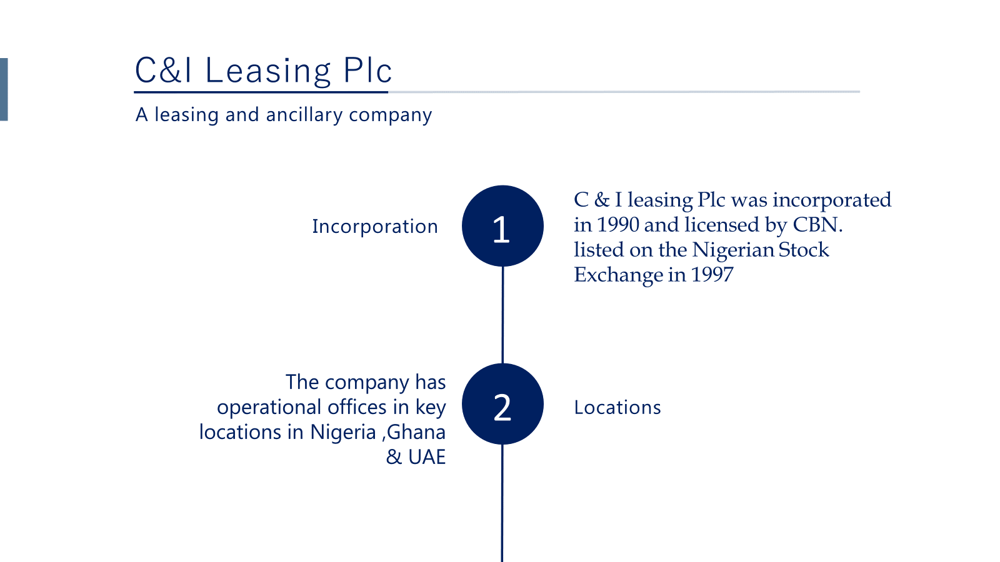 C&I Leasing Plc
A leasing and ancillary company
Incorporation
1
C & I leasing Plc was incorporated
in 1990 and licensed by CBN.
listed on the Nigerian Stock
Exchange in 1997
The company has
operational offices in key
locations in Nigeria ,Ghana
& UAE
2
Locations